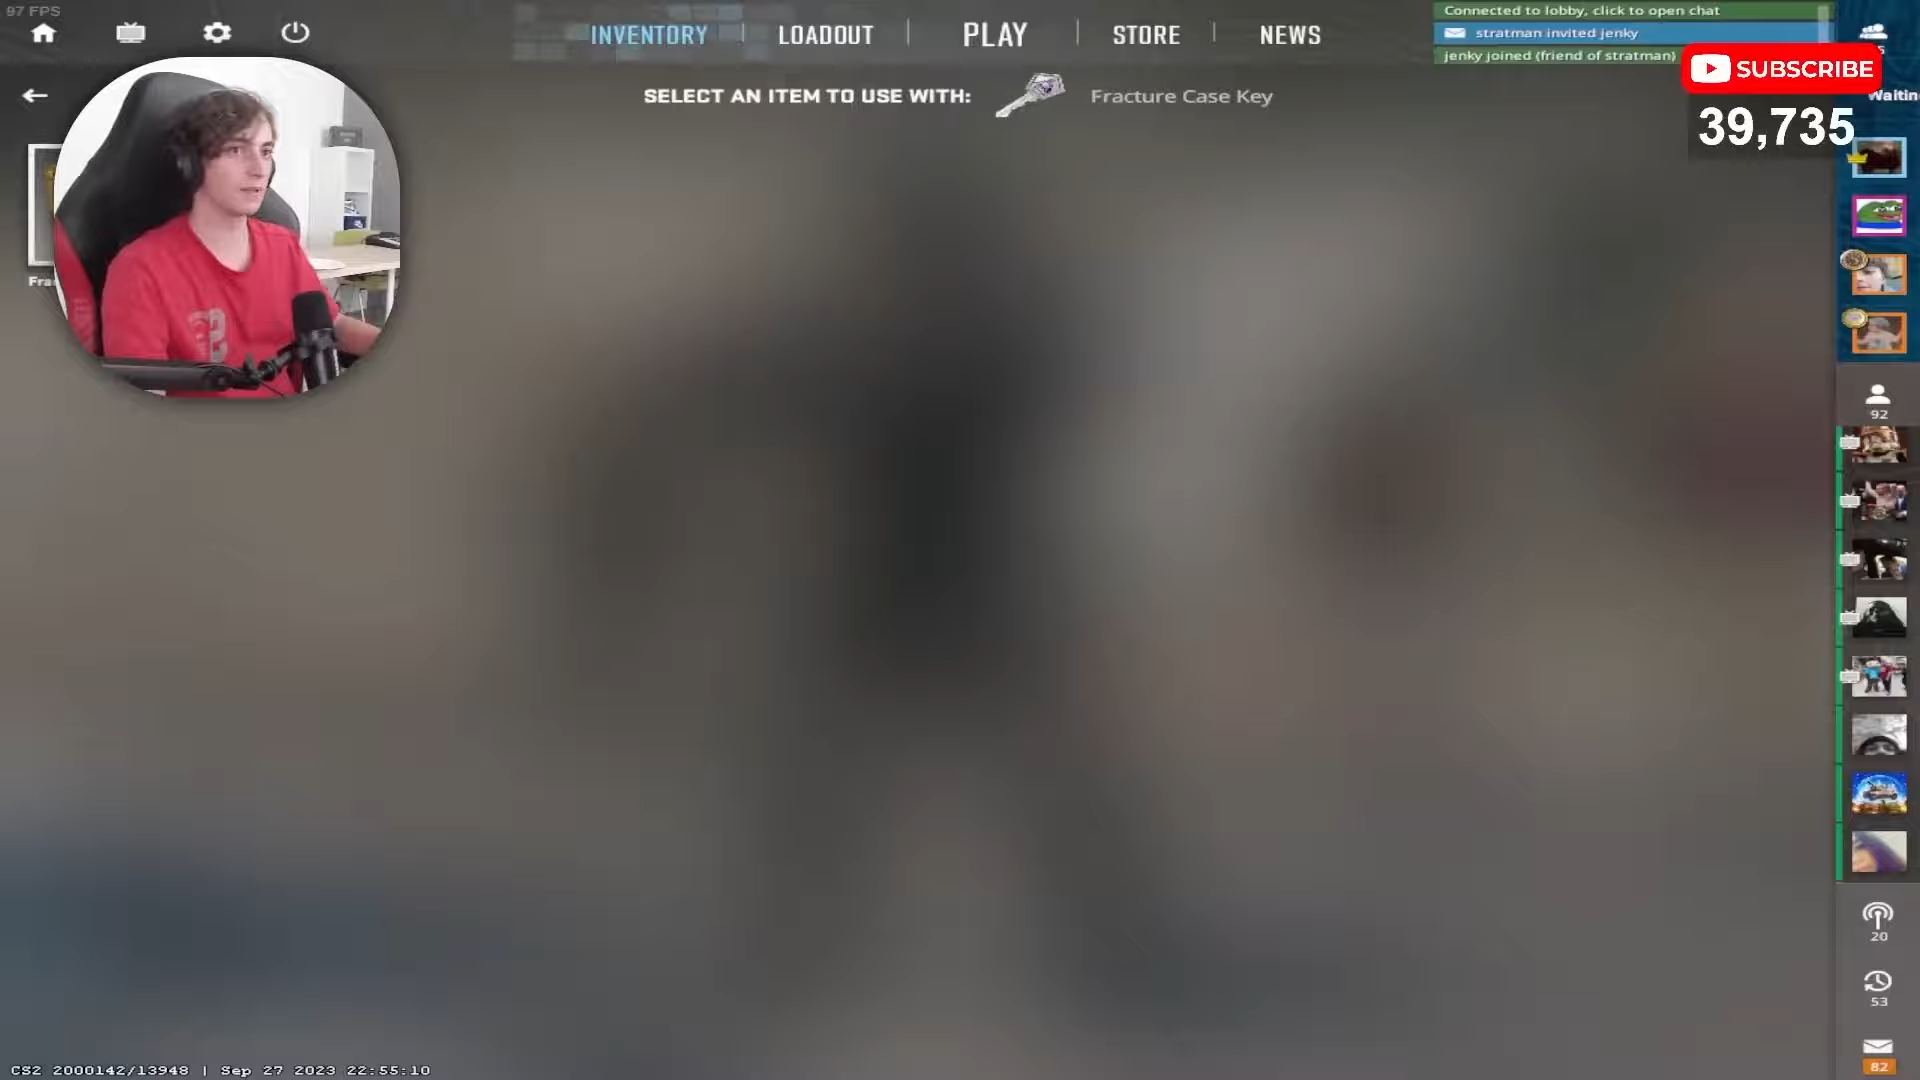 97 FPS
INVENTORY
LOADOUT
PLAY
STORE
NEWS
Connected to lobby, click to open chat
stratman invited jenky
jenky joined (friend of stratman)
SUBSCRIBE
39,735
SELECT AN ITEM TO USE WITH:
Fracture Case Key
Waitin
Fra
92
20
53
82
CS2 2000142/13948 | Sep 27 2023 22:55:10